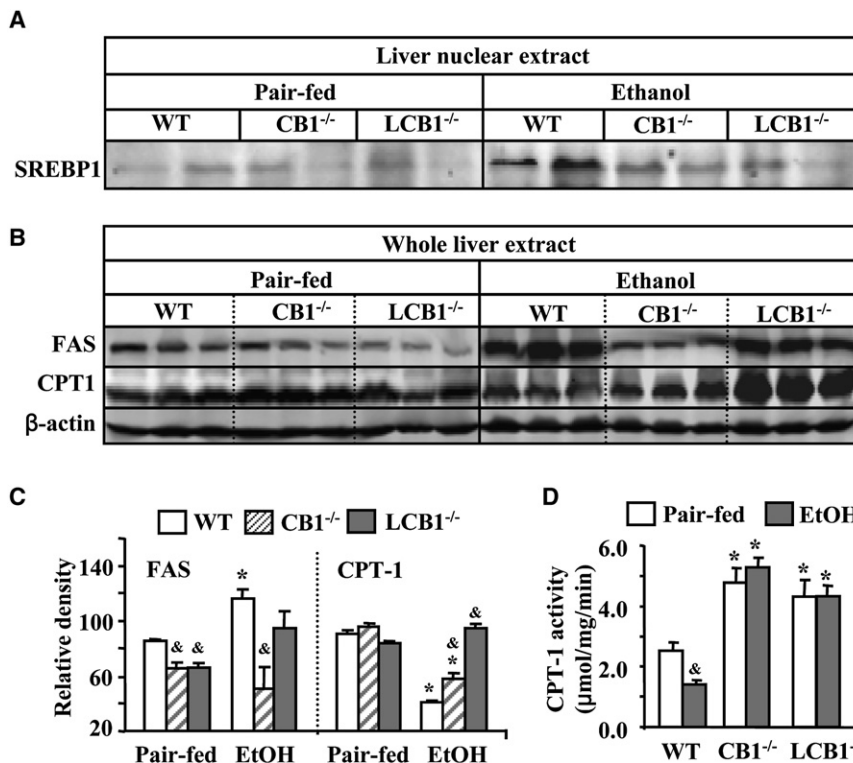 A
Liver nuclear extract
Pair-fed Ethanol
WT CB1-/- LCB1-/- WT CB1-/- LCB1-/-
SREBP1
B
Whole liver extract
Pair-fed Ethanol
WT CB1-/- LCB1-/- WT CB1-/- LCB1-/-
FAS
CPT1
β-actin
C
WT CB1-/- LCB1-/-
Relative density
140
100
60
20
FAS CPT-1
& & * & * & * &
Pair-fed EtOH Pair-fed EtOH
D
Pair-fed EtOH
CPT-1 activity
(μmol/mg/min)
6.0
4.0
2.0
0.0
& * * * *
WT CB1-/- LCB1-/